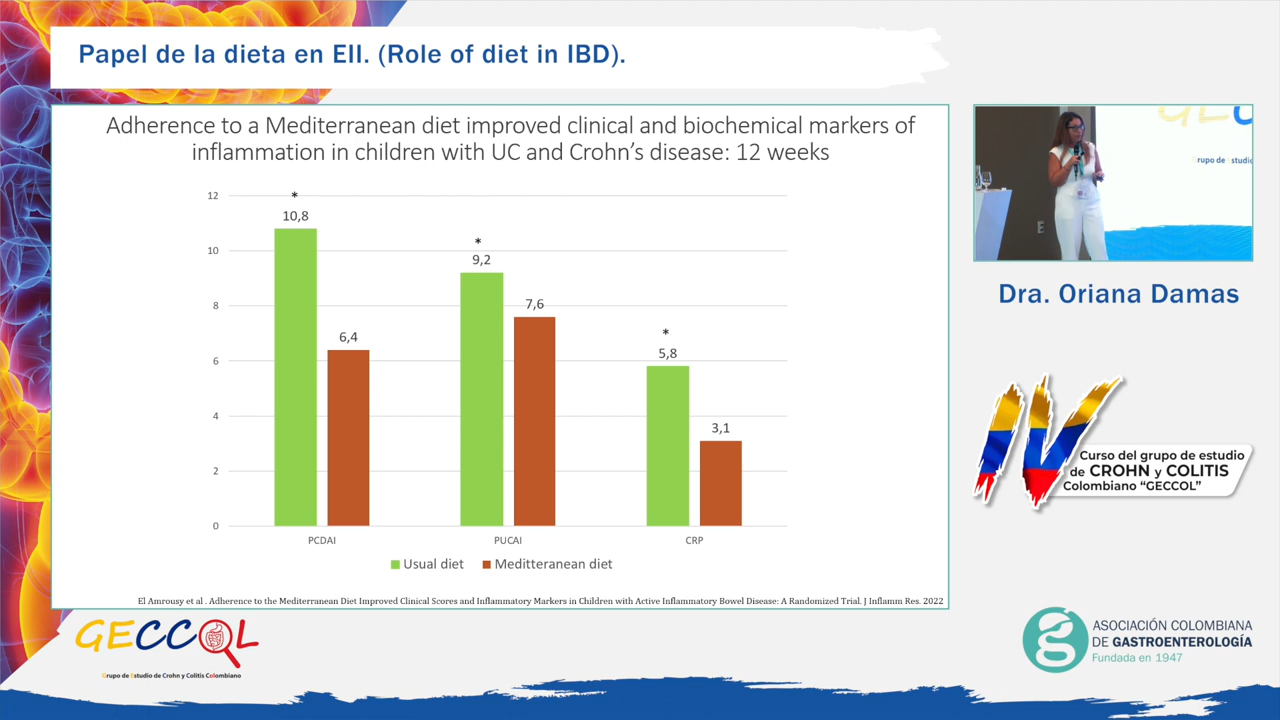 Papel de la dieta en EII. (Role of diet in IBD).
Adherence to a Mediterranean diet improved clinical and biochemical markers of
inflammation in children with UC and Crohn's disease: 12 weeks
12
10
8
6
4
2
0
*
10,8
6,4
*
9,2
7,6
*
5,8
3,1
PCDAI
PUCAI
CRP
Usual diet
Meditteranean diet
El Amrousy et al . Adherence to the Mediterranean Diet Improved Clinical Scores and Inflammatory Markers in Children with Active Inflammatory Bowel Disease: A Randomized Trial. J Inflamm Res. 2022
rupo de Estudio
Dra. Oriana Damas
IV
Curso del grupo de estudio
de CROHN y COLITIS
Colombiano "GECCOL"
GECCOL
Grupo de Estudio de Crohn y Colitis Colombiano
ASOCIACIÓN COLOMBIANA
DE GASTROENTEROLOGÍA
Fundada en 1947